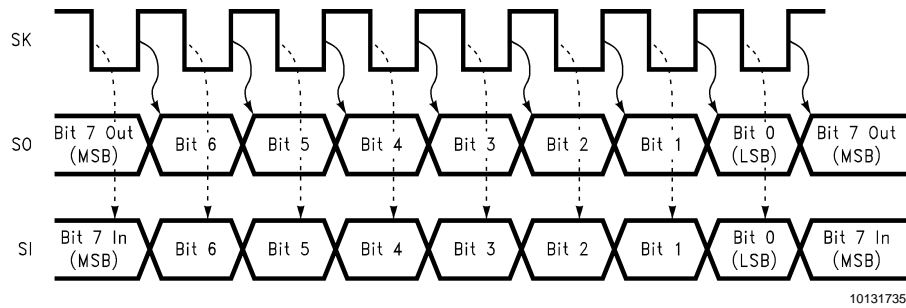 SK
SO
Bit 7 Out
(MSB)
Bit 6
Bit 5
Bit 4
Bit 3
Bit 2
Bit 1
Bit 0
(LSB)
Bit 7 Out
(MSB)
SI
Bit 7 In
(MSB)
Bit 6
Bit 5
Bit 4
Bit 3
Bit 2
Bit 1
Bit 0
(LSB)
Bit 7 In
(MSB)
10131735